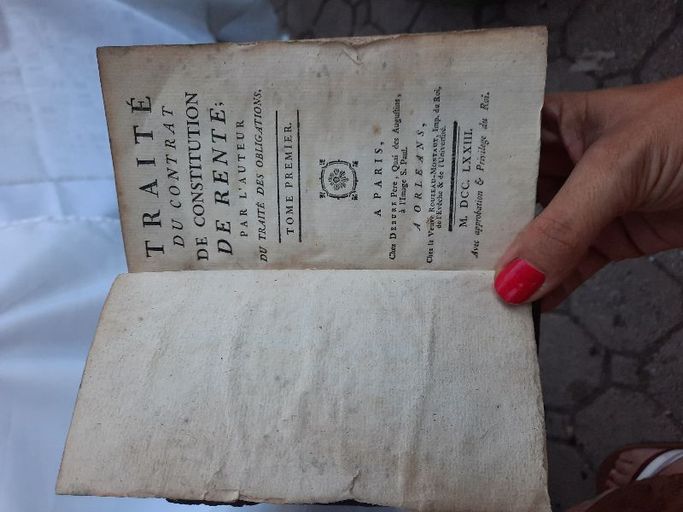 TRAITÉ
DU CONTRAT
DE CONSTITUTION
DE RENTE;
PAR L'AUTEUR
DU TRAITÉ DES OBLIGATIONS,
TOME PREMIER.
A PARIS,
Chez DEBURE Pere, Quai des Augustins,
à l'Image S. Paul.
A ORLEANS,
Chez la Veuve ROUZEAU-MONTAUT, Imp. du Roi,
de l'Evêché & de l'Université.
M. DCC. LXXIII.
Avec approbation & Privilege du Roi.